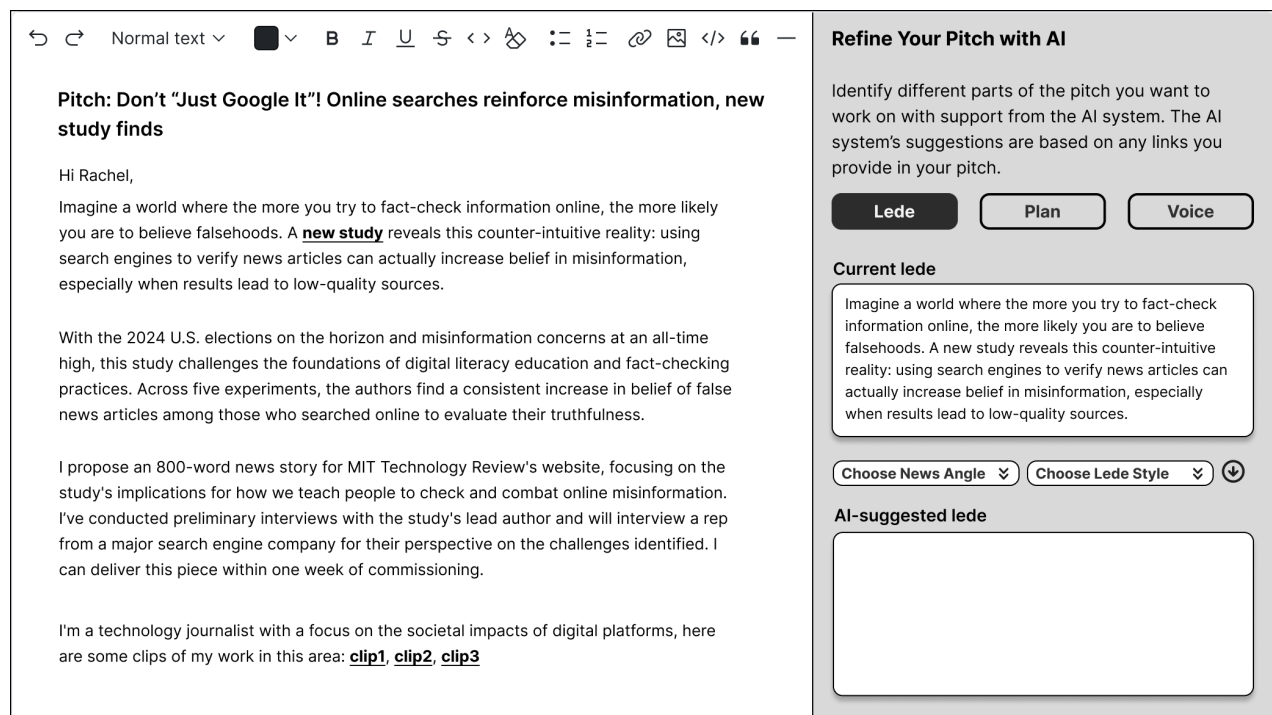 Normal text
Pitch: Don’t “Just Google It”! Online searches reinforce misinformation, new
study finds
Hi Rachel,
Imagine a world where the more you try to fact-check information online, the more likely
you are to believe falsehoods. A new study reveals this counter-intuitive reality: using
search engines to verify news articles can actually increase belief in misinformation,
especially when results lead to low-quality sources.
With the 2024 U.S. elections on the horizon and misinformation concerns at an all-time
high, this study challenges the foundations of digital literacy education and fact-checking
practices. Across five experiments, the authors find a consistent increase in belief of false
news articles among those who searched online to evaluate their truthfulness.
I propose an 800-word news story for MIT Technology Review's website, focusing on the
study's implications for how we teach people to check and combat online misinformation.
I’ve conducted preliminary interviews with the study's lead author and will interview a rep
from a major search engine company for their perspective on the challenges identified. I
can deliver this piece within one week of commissioning.
I'm a technology journalist with a focus on the societal impacts of digital platforms, here
are some clips of my work in this area: clip1, clip2, clip3
Refine Your Pitch with AI
Identify different parts of the pitch you want to
work on with support from the AI system. The AI
system’s suggestions are based on any links you
provide in your pitch.
Lede Plan Voice
Current lede
Imagine a world where the more you try to fact-check
information online, the more likely you are to believe
falsehoods. A new study reveals this counter-intuitive
reality: using search engines to verify news articles can
actually increase belief in misinformation, especially
when results lead to low-quality sources.
Choose News Angle Choose Lede Style
AI-suggested lede